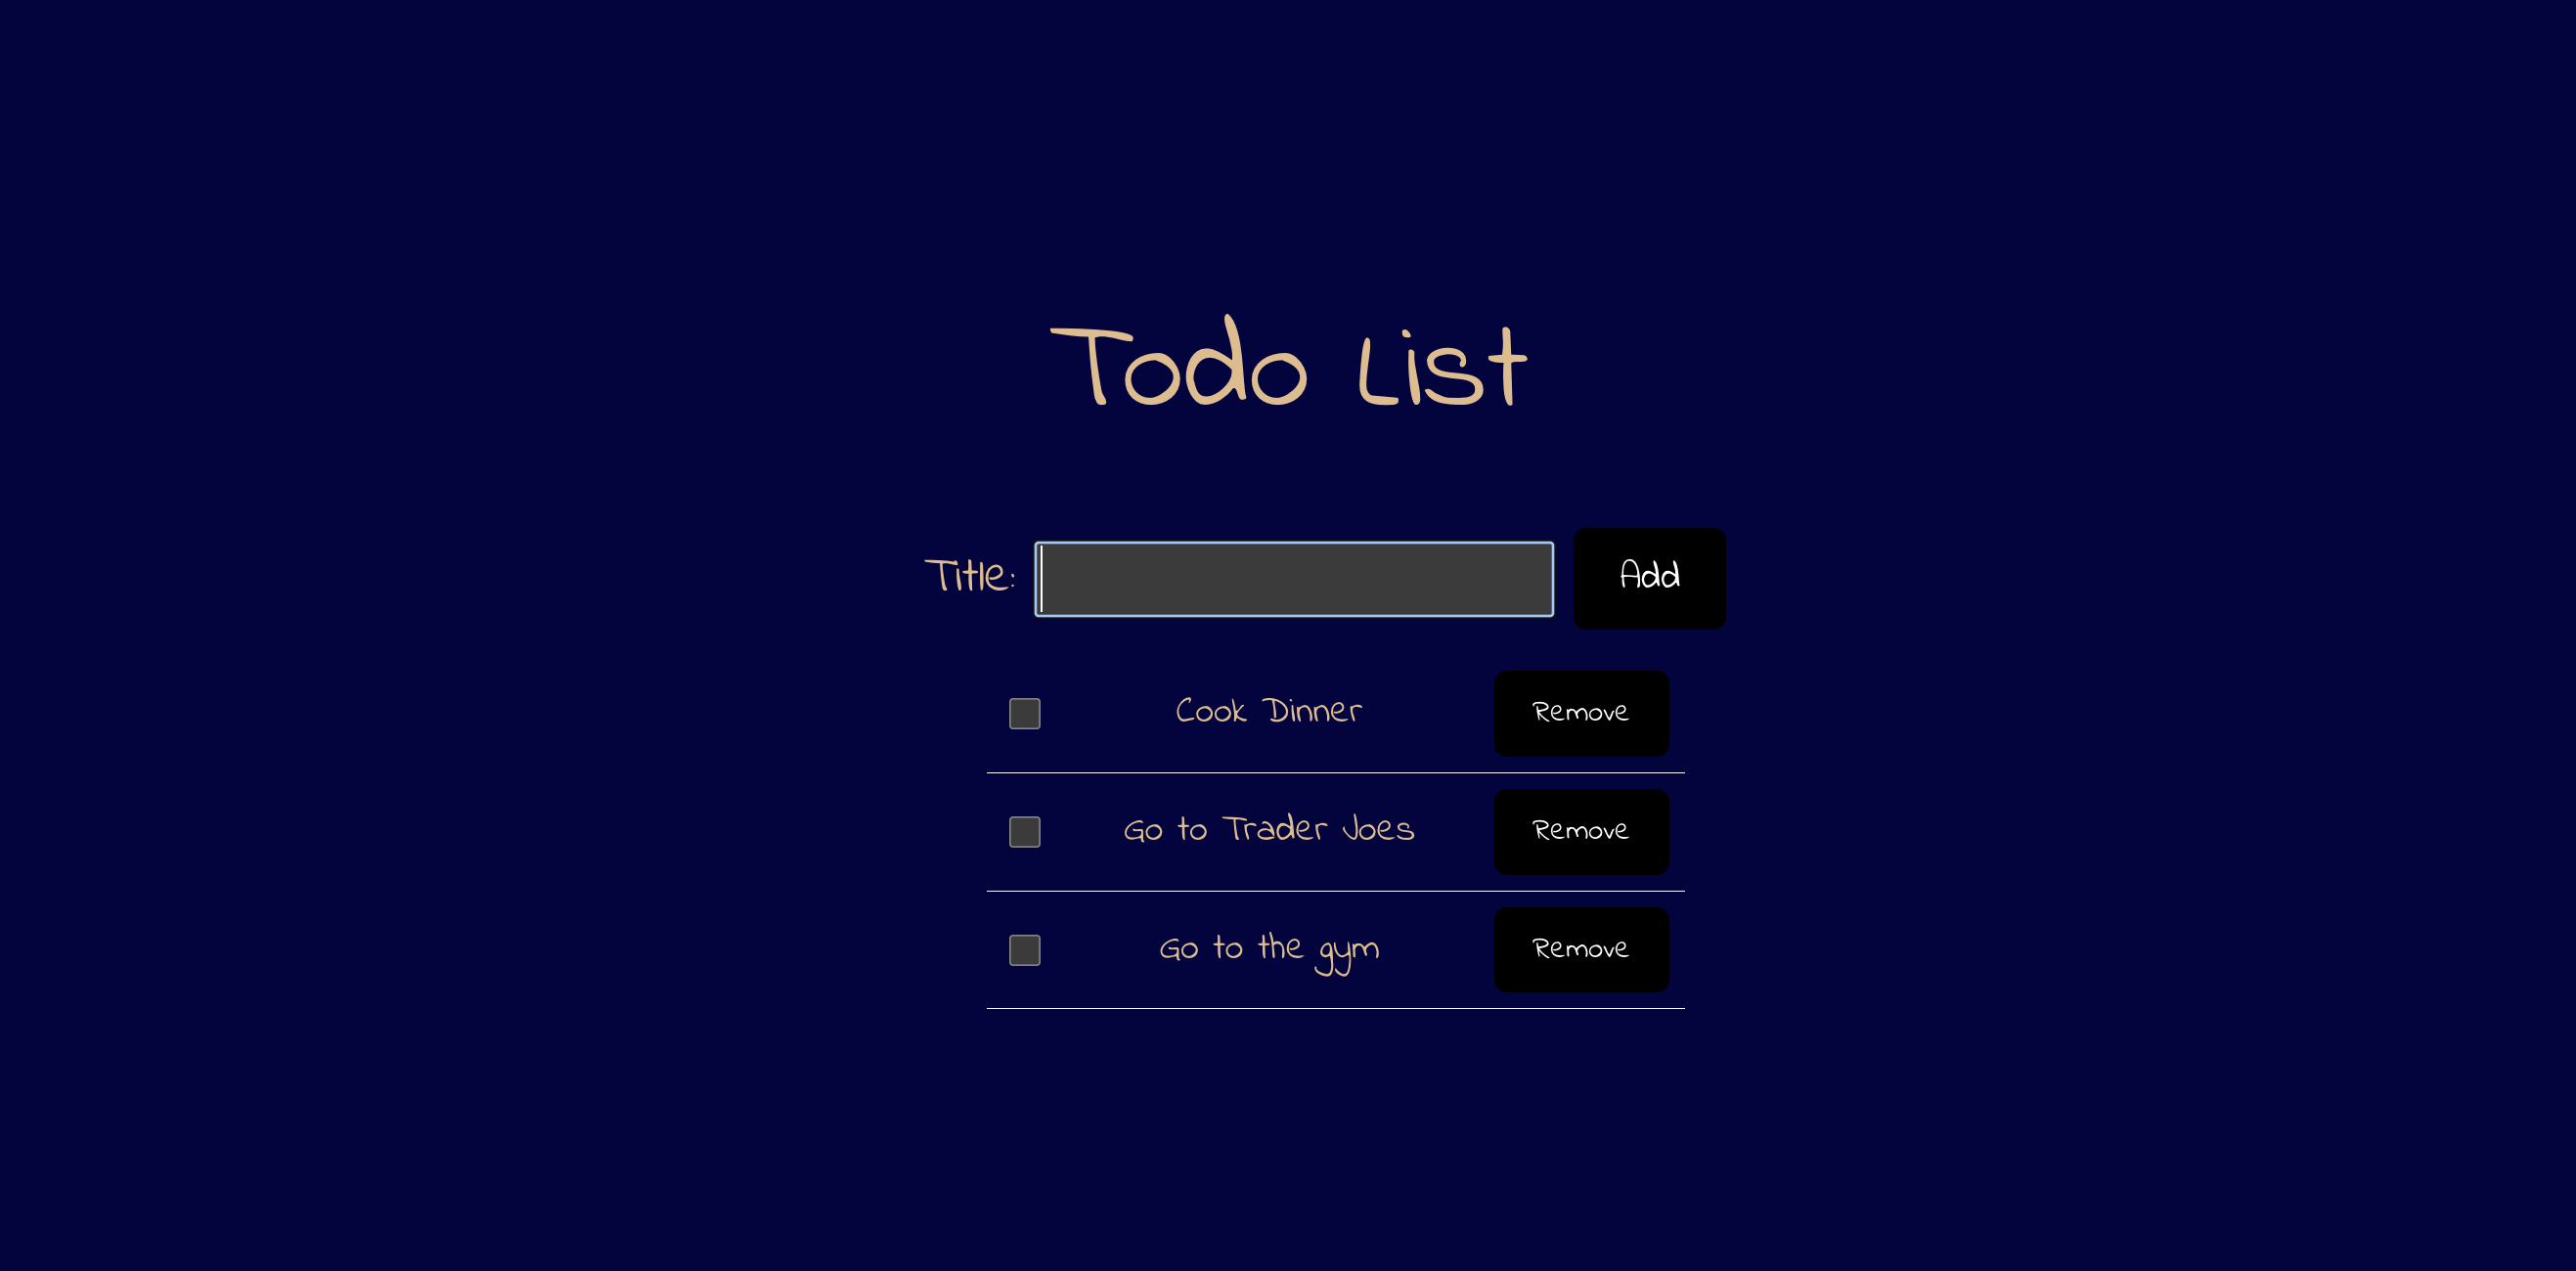 Todo List
Title: Add
Cook Dinner Remove
Go to Trader Joes Remove
Go to the gym Remove